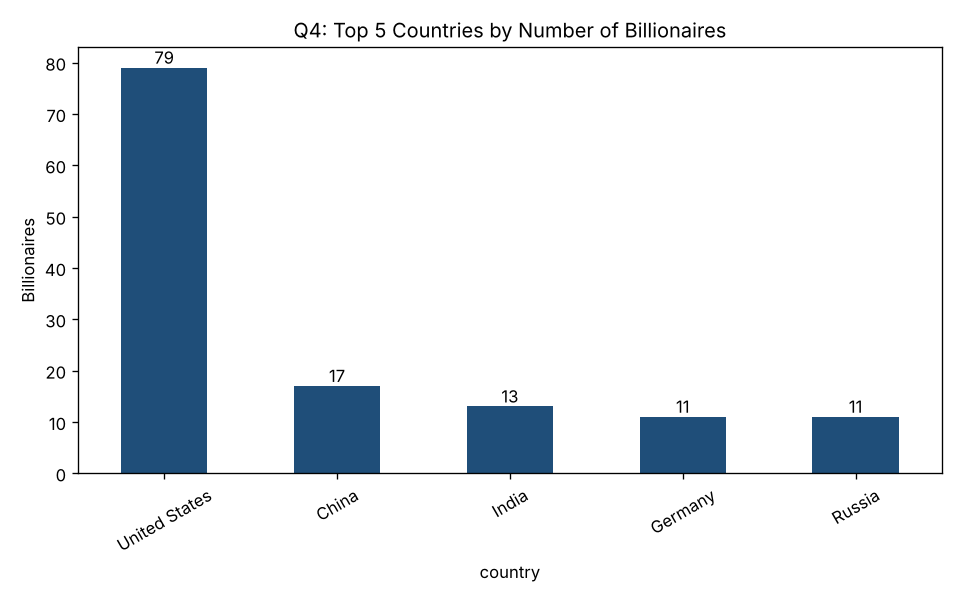 Q4: Top 5 Countries by Number of Billionaires
Billionaires
80
70
60
50
40
30
20
10
0
79
17
13
11
11
United States
China
India
Germany
Russia
country